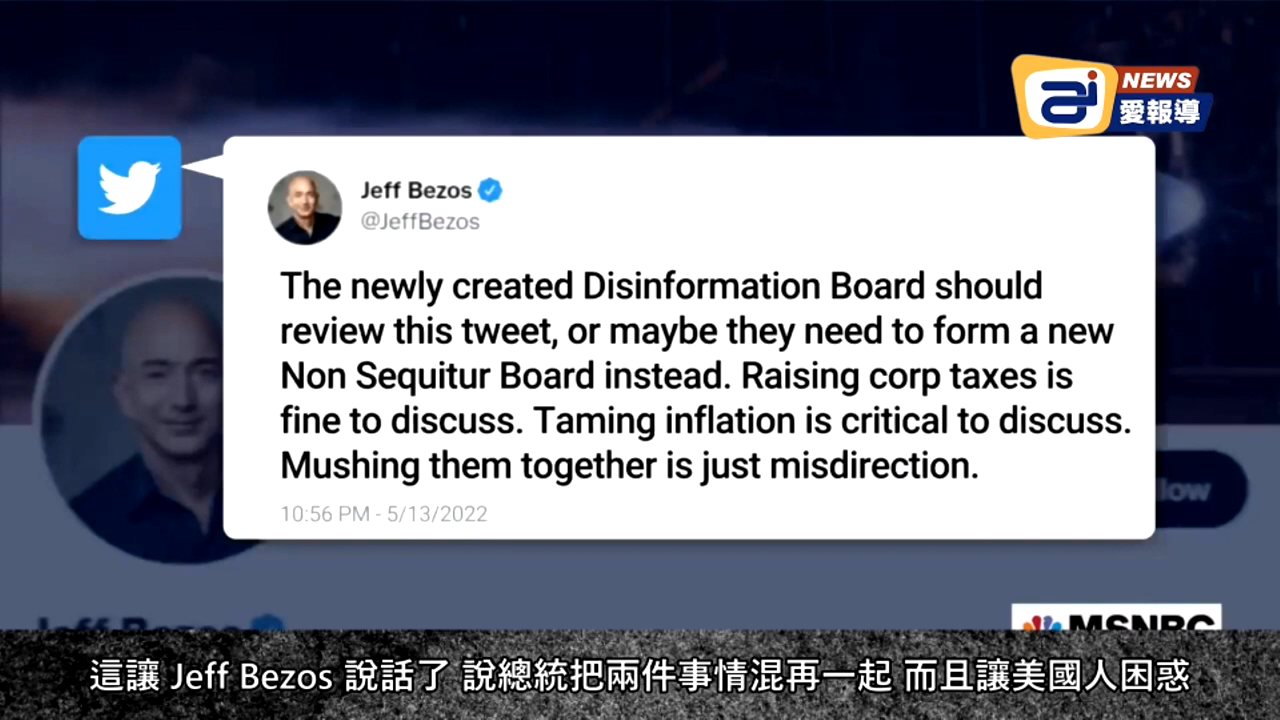 NEWS
愛報導
Jeff Bezos
@JeffBezos
The newly created Disinformation Board should
review this tweet, or maybe they need to form a new
Non Sequitur Board instead. Raising corp taxes is
fine to discuss. Taming inflation is critical to discuss.
Mushing them together is just misdirection.
10:56 PM - 5/13/2022
llow
Jeff Bezos
MSNBC
這讓 Jeff Bezos 說話了 說總統把兩件事情混再一起 而且讓美國人困惑